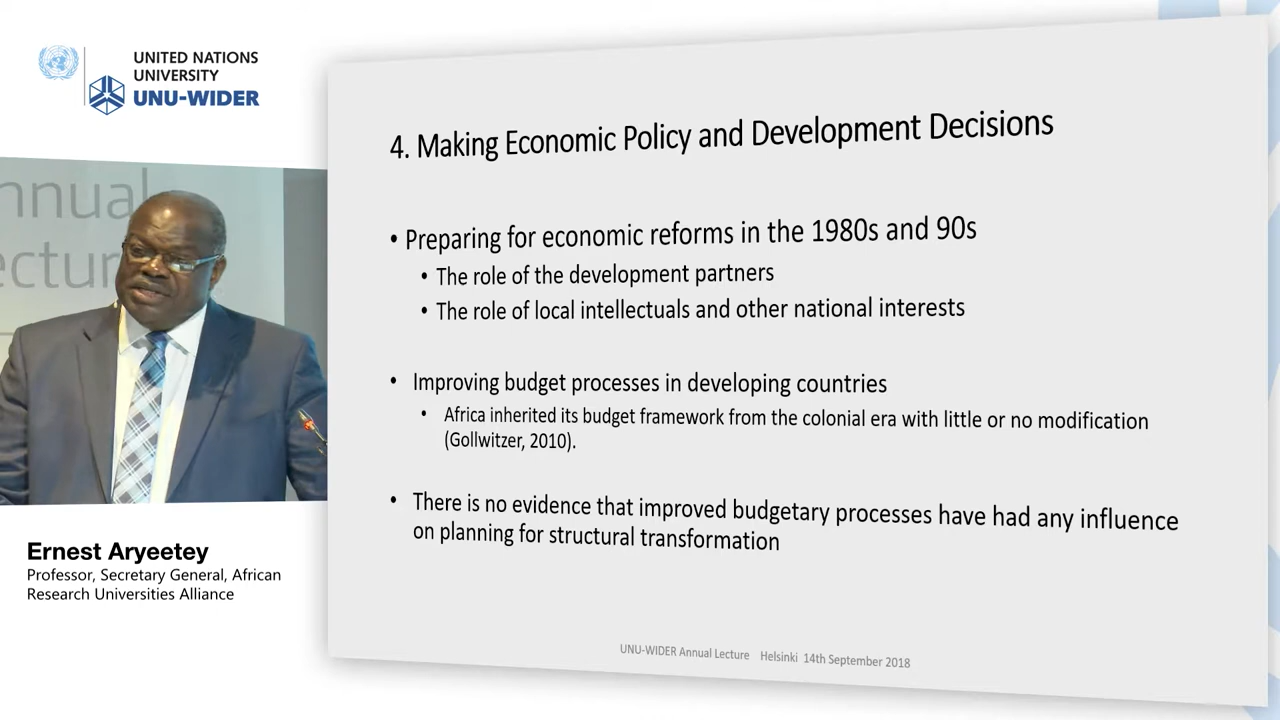 UNITED NATIONS
UNIVERSITY
UNU-WIDER
nnual
ectur
Ernest Aryeetey
Professor, Secretary General, African
Research Universities Alliance
4. Making Economic Policy and Development Decisions
• Preparing for economic reforms in the 1980s and 90s
• The role of the development partners
• The role of local intellectuals and other national interests
• Improving budget processes in developing countries
• Africa inherited its budget framework from the colonial era with little or no modification
(Gollwitzer, 2010).
• There is no evidence that improved budgetary processes have had any influence
on planning for structural transformation
UNU-WIDER Annual Lecture Helsinki 14th September 2018